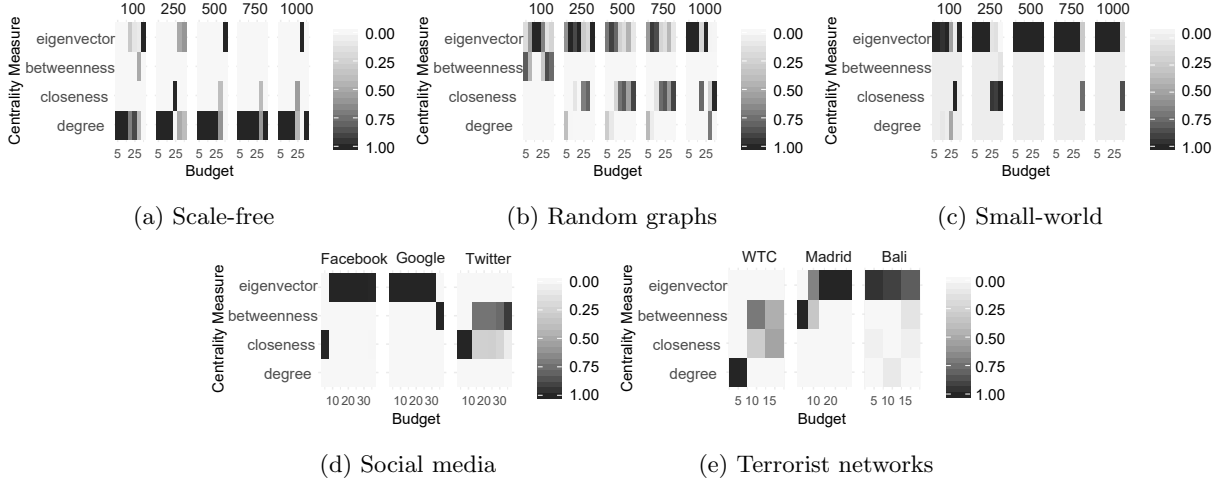 100 250 500 750 1000
Centrality Measure
eigenvector
betweenness
closeness
degree
5 25 5 25 5 25 5 25 5 25
Budget
0.00
0.25
0.50
0.75
1.00
(a) Scale-free
100 250 500 750 1000
Centrality Measure
eigenvector
betweenness
closeness
degree
5 25 5 25 5 25 5 25 5 25
Budget
0.00
0.25
0.50
0.75
1.00
(b) Random graphs
100 250 500 750 1000
Centrality Measure
eigenvector
betweenness
closeness
degree
5 25 5 25 5 25 5 25 5 25
Budget
0.00
0.25
0.50
0.75
1.00
(c) Small-world
Facebook Google Twitter
Centrality Measure
eigenvector
betweenness
closeness
degree
10 20 30 10 20 30 10 20 30
Budget
0.00
0.25
0.50
0.75
1.00
(d) Social media
WTC Madrid Bali
Centrality Measure
eigenvector
betweenness
closeness
degree
5 10 15 10 20 5 10 15
Budget
0.00
0.25
0.50
0.75
1.00
(e) Terrorist networks